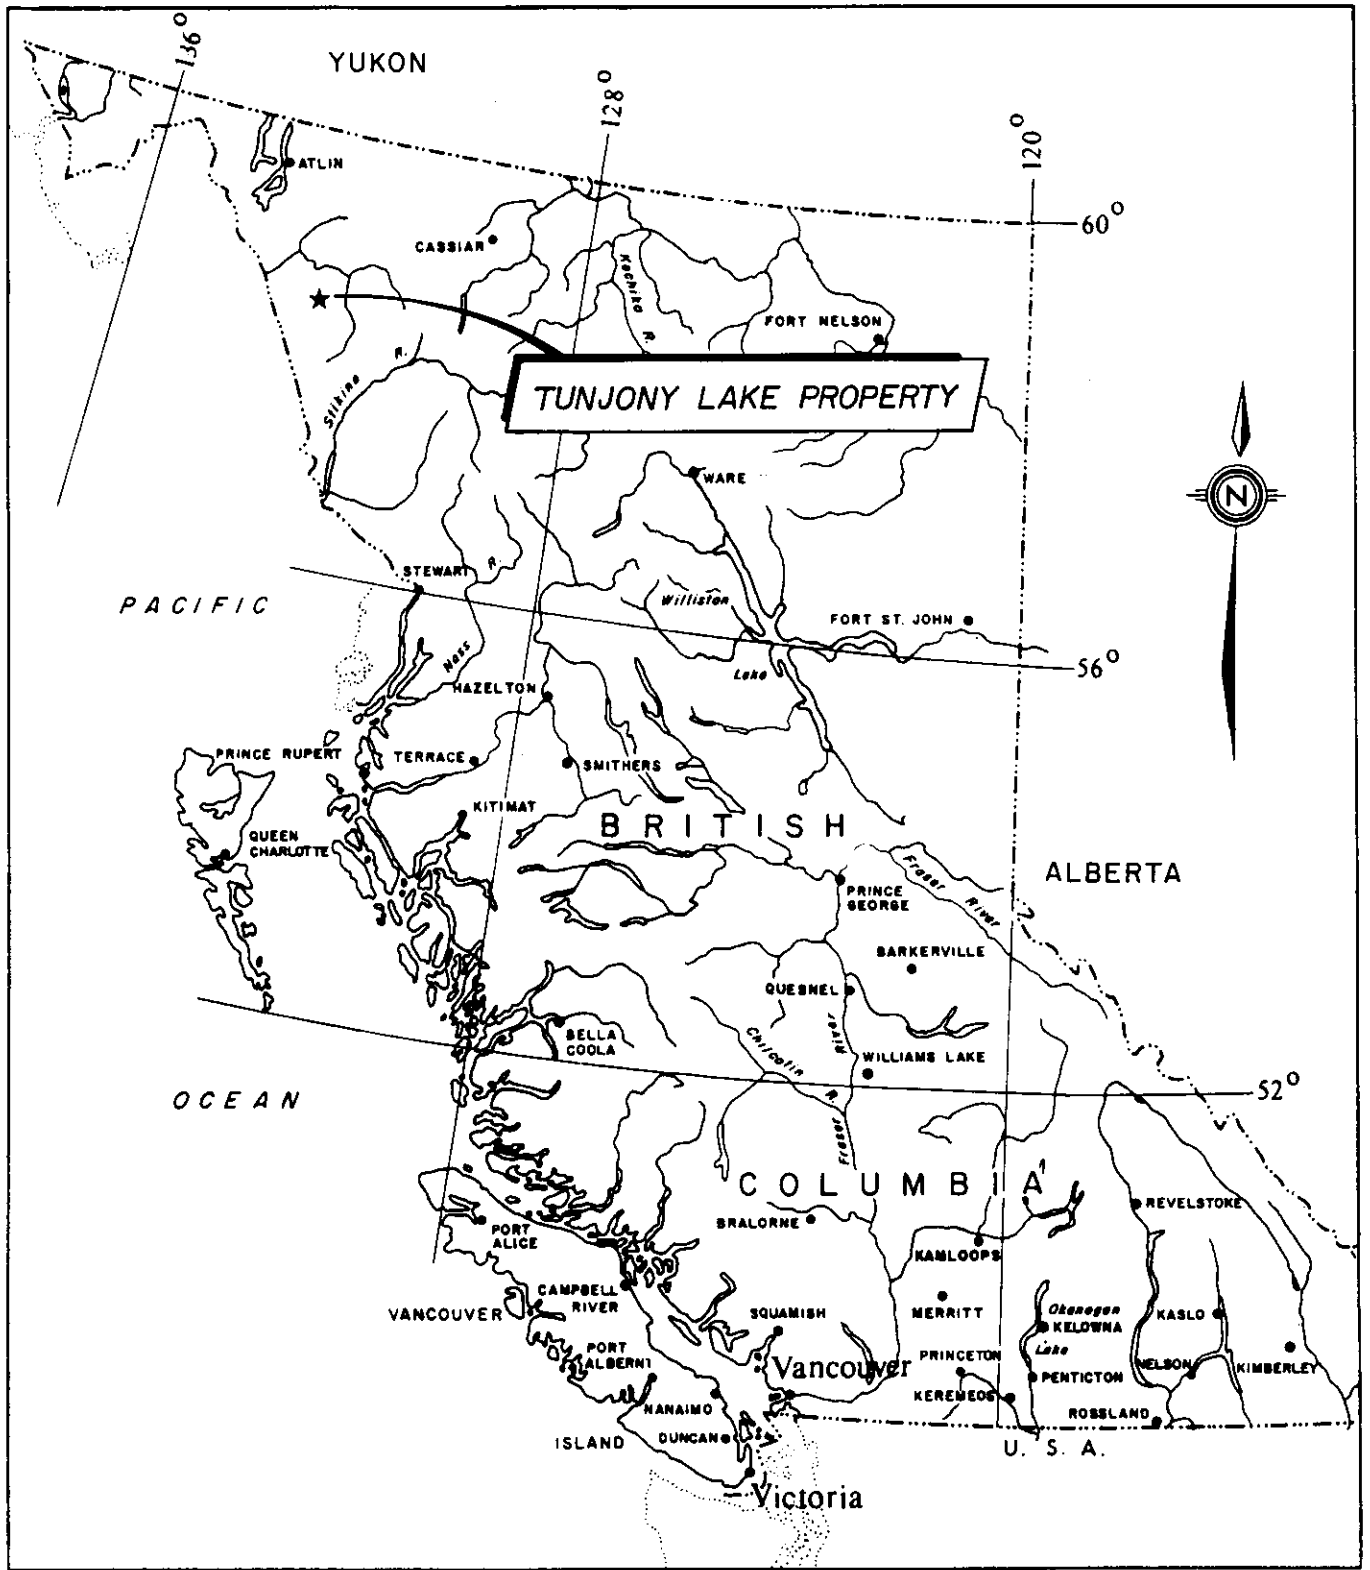 136°
YUKON
128°
120°
ATLIN
60°
CASSIAR
Kechika R.
FORT NELSON
Stikine R.
TUNJONY LAKE PROPERTY
WARE
N
STEWART
R.
PACIFIC
Williston
FORT ST. JOHN
Nass
56°
Lake
HAZELTON
PRINCE RUPERT
TERRACE
SMITHERS
KITIMAT
BRITISH
QUEEN
CHARLOTTE
Fraser River
ALBERTA
PRINCE
GEORGE
BARKERVILLE
QUESNEL
BELLA
COOLA
Chilcotin R.
Fraser River
WILLIAMS LAKE
52°
OCEAN
COLUMBIA
REVELSTOKE
PORT
ALICE
BRALORNE
KAMLOOPS
CAMPBELL
RIVER
VANCOUVER
SQUAMISH
MERRITT
Okanogan
KELOWNA
Lake
KASLO
PORT
ALBERNI
Vancouver
PRINCETON
PENTICTON
NELSON
KIMBERLEY
NANAIMO
KEREMEOS
ROSSLAND
ISLAND
DUNCAN
U. S. A.
Victoria